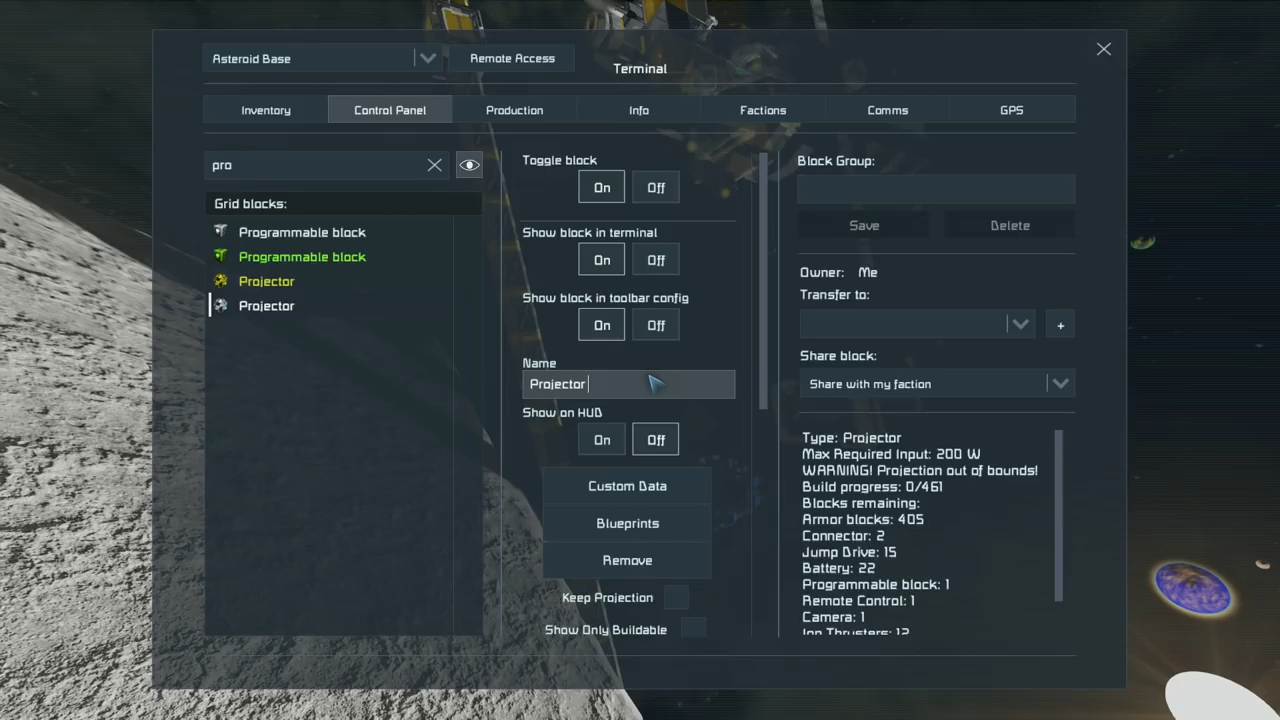 Asteroid Base
Remote Access
Terminal
Inventory
Control Panel
Production
Info
Factions
Comms
GPS
pro
Grid blocks:
Programmable block
Programmable block
Projector
Projector
Toggle block
On
Off
Show block in terminal
On
Off
Show block in toolbar config
On
Off
Name
Projector
Show on HUD
On
Off
Custom Data
Blueprints
Remove
Keep Projection
Show Only Buildable
Block Group:
Save
Delete
Owner: Me
Transfer to:
+
Share block:
Share with my faction
Type: Projector
Max Required Input: 200 W
WARNING! Projection out of bounds!
Build progress: 0/461
Blocks remaining:
Armor blocks: 405
Connector: 2
Jump Drive: 15
Battery: 22
Programmable block: 1
Remote Control: 1
Camera: 1
Ion Thrusters: 12